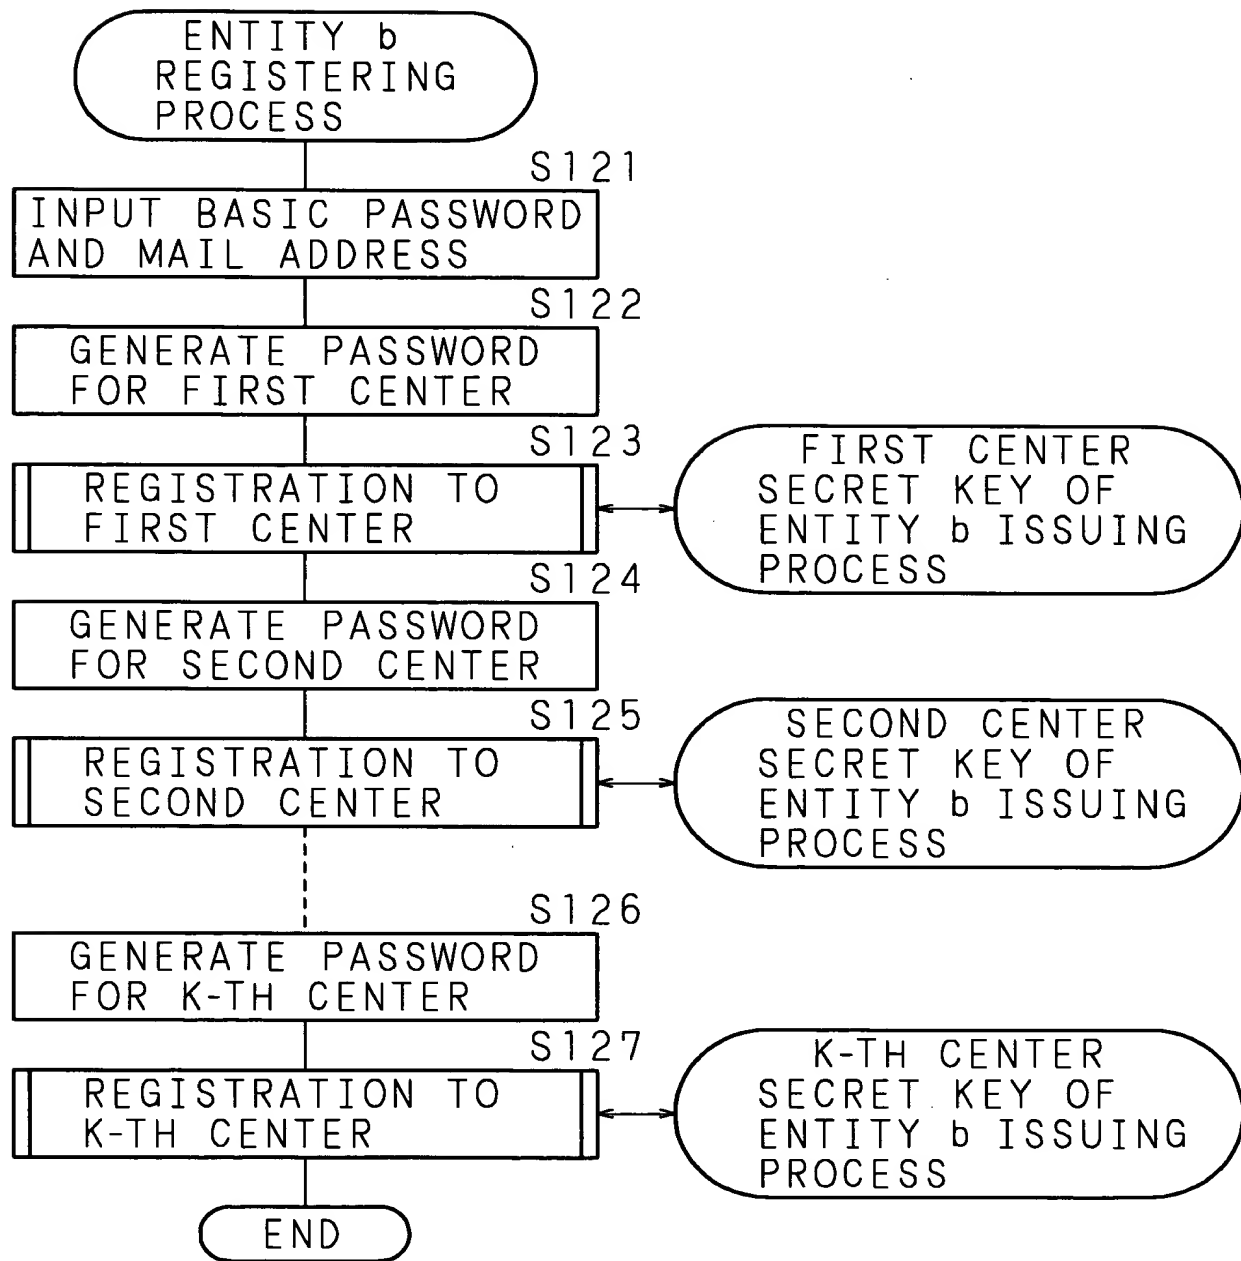 ENTITY b
REGISTERING
PROCESS
S121
INPUT BASIC PASSWORD
AND MAIL ADDRESS
S122
GENERATE PASSWORD
FOR FIRST CENTER
S123
REGISTRATION TO
FIRST CENTER
FIRST CENTER
SECRET KEY OF
ENTITY b ISSUING
PROCESS
S124
GENERATE PASSWORD
FOR SECOND CENTER
S125
REGISTRATION TO
SECOND CENTER
SECOND CENTER
SECRET KEY OF
ENTITY b ISSUING
PROCESS
S126
GENERATE PASSWORD
FOR K-TH CENTER
S127
REGISTRATION TO
K-TH CENTER
K-TH CENTER
SECRET KEY OF
ENTITY b ISSUING
PROCESS
END